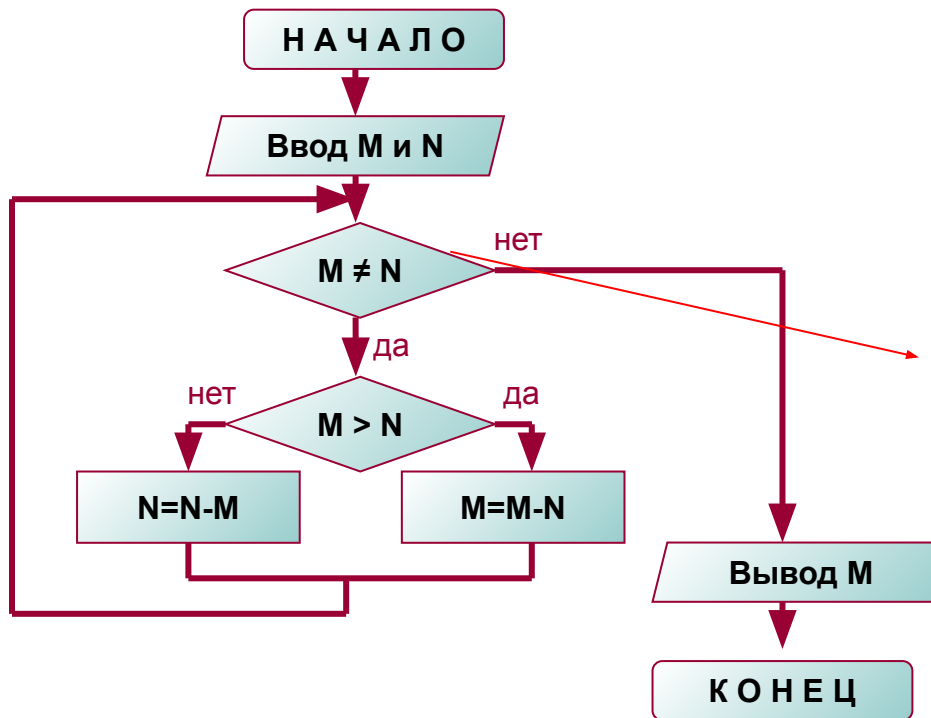 Н А Ч А Л О
Ввод M и N
M ≠ N
нет
да
M > N
нет
да
N=N-M
M=M-N
Вывод M
К О Н Е Ц